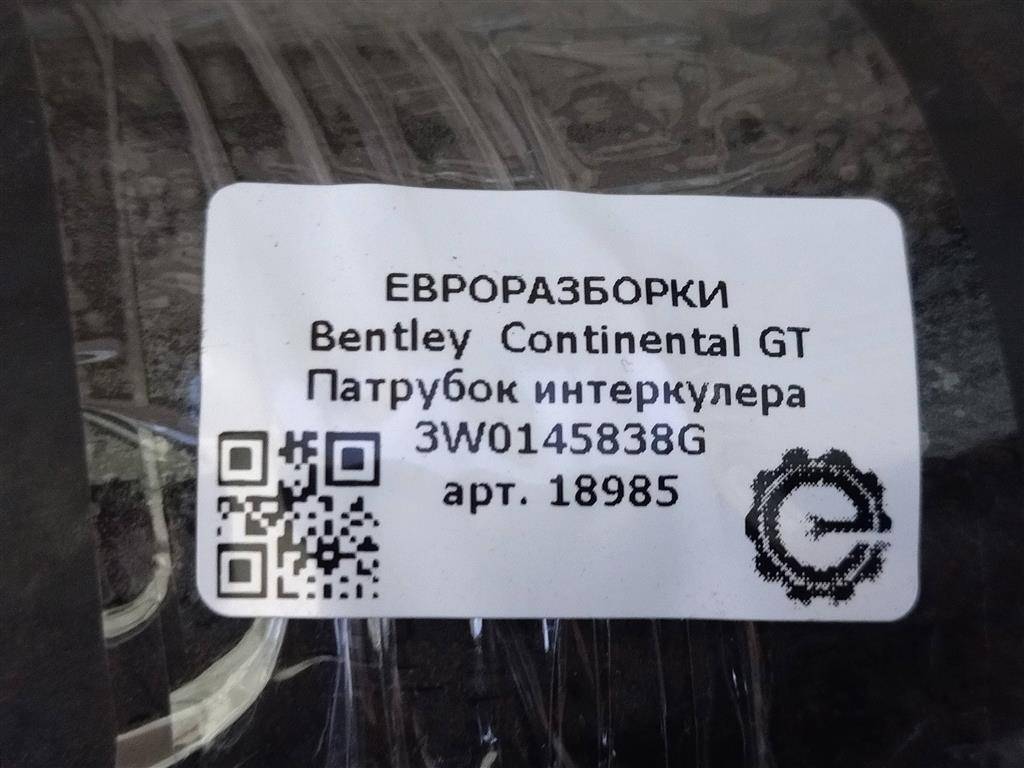 ЕВРОРАЗБОРКИ
Bentley Continental GT
Патрубок интеркулера
3W0145838G
арт. 18985